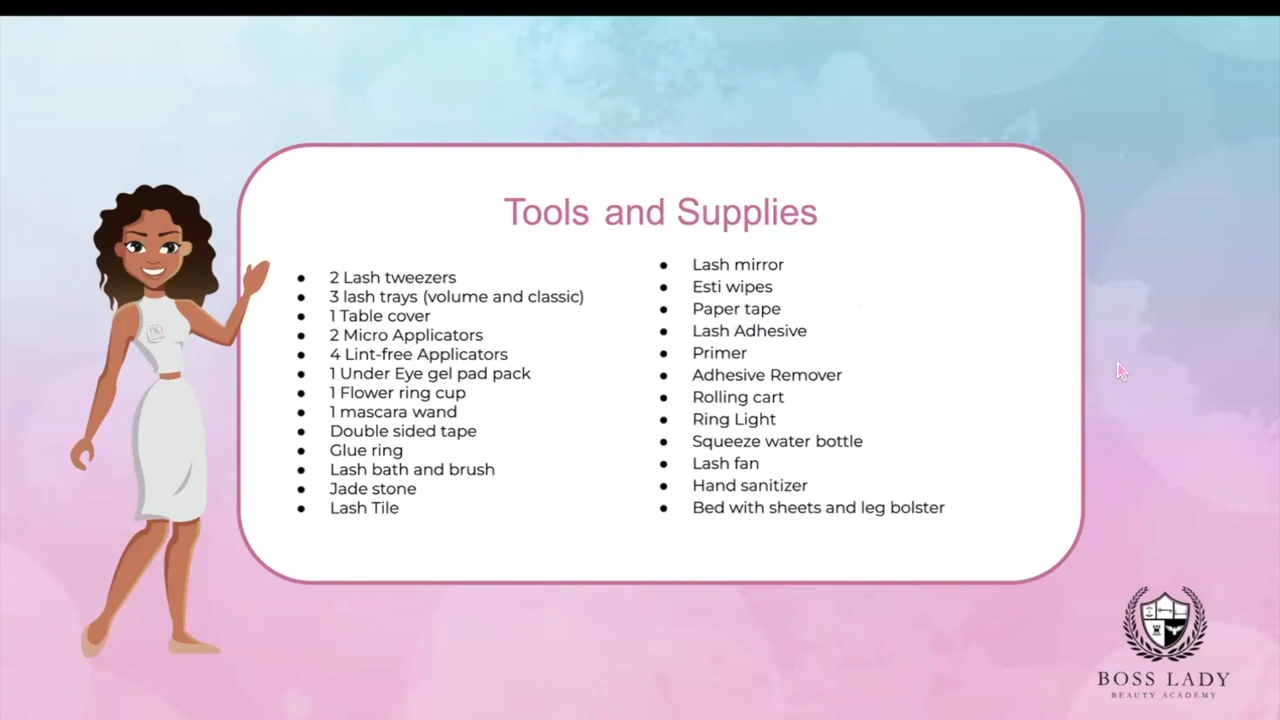 Tools and Supplies
2 Lash tweezers
3 lash trays (volume and classic)
1 Table cover
2 Micro Applicators
4 Lint-free Applicators
1 Under Eye gel pad pack
1 Flower ring cup
1 mascara wand
Double sided tape
Glue ring
Lash bath and brush
Jade stone
Lash Tile
Lash mirror
Esti wipes
Paper tape
Lash Adhesive
Primer
Adhesive Remover
Rolling cart
Ring Light
Squeeze water bottle
Lash fan
Hand sanitizer
Bed with sheets and leg bolster
BOSS LADY
BEAUTY ACADEMY